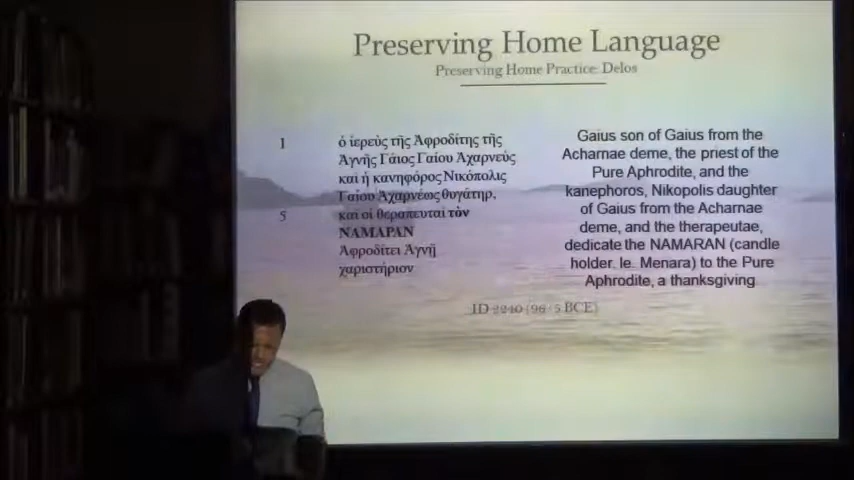 Preserving Home Language
Preserving Home Practice: Delos
1 ὁ ἱερεὺς τῆς Ἀφροδίτης τῆς
Ἁγνῆς Γάιος Γαίου Ἀχαρνεὺς
καὶ ἡ κανηφόρος Νικόπολις
Γαίου Ἀχαρνέως θυγάτηρ,
5 καὶ οἱ θεραπευταὶ τὸν
ΝΑΜΑΡΑΝ
Ἀφροδίτει Ἁγνῇ
χαριστήριον
Gaius son of Gaius from the
Acharnae deme, the priest of the
Pure Aphrodite, and the
kanephoros, Nikopolis daughter
of Gaius from the Acharnae
deme, and the therapeutae,
dedicate the NAMARAN (candle
holder. Ie. Menara) to the Pure
Aphrodite, a thanksgiving
ID 2240 (96/5 BCE)